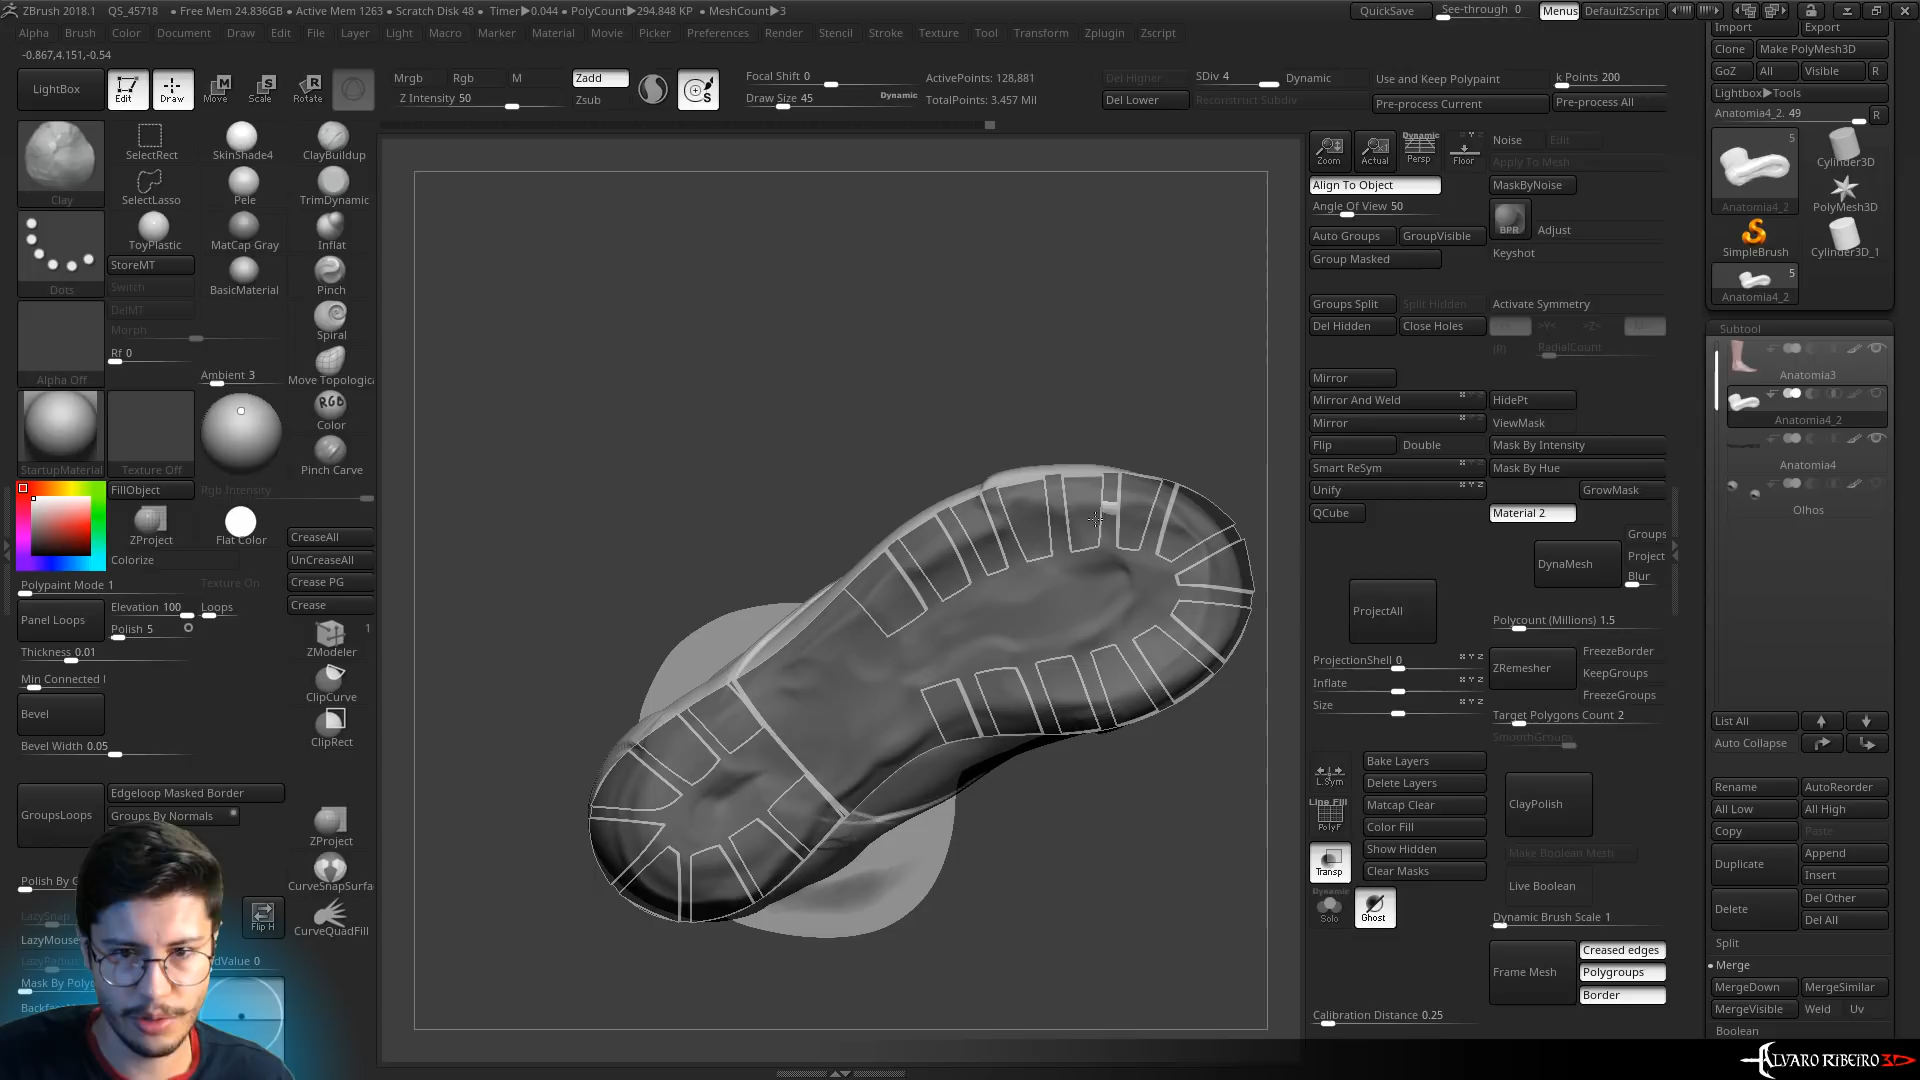 ZBrush 2018.1 QS_45718 • Free Mem 24.836GB • Active Mem 1263 • Scratch Disk 48 • Timer▶0.044 • PolyCount▶294.848 KP • MeshCount▶3
QuickSave See-through 0 Menus DefaultZScript
Alpha Brush Color Document Draw Edit File Layer Light Macro Marker Material Movie Picker Preferences Render Stencil Stroke Texture Tool Transform Zplugin Zscript
-0.867,4.151,-0.54
LightBox Edit Draw Move Scale Rotate
Mrgb Rgb M Zadd
Z Intensity 50 Zsub
Focal Shift 0
Draw Size 45 Dynamic
ActivePoints: 128,881
TotalPoints: 3.457 Mil
Del Higher
Del Lower
SDiv 4 Dynamic
Reconstruct Subdiv
Use and Keep Polypaint k Points 200
Pre-process Current Pre-process All
Clay
SelectRect SkinShade4 ClayBuildup
SelectLasso Pele TrimDynamic
Dots
ToyPlastic MatCap Gray Inflat
StoreMT
Switch BasicMaterial Pinch
DelMT
Morph Spiral
Rf 0
Alpha Off Ambient 3 Move Topologica
RGB
Color
StartupMaterial Texture Off Pinch Curve
FillObject Rgb Intensity
ZProject Flat Color CreaseAll
Colorize UnCreaseAll
Polypaint Mode 1 Texture On Crease PG
Panel Loops Elevation 100 Loops Crease
Polish 5 1
Thickness 0.01 ZModeler
Min Connected
Bevel ClipCurve
Bevel Width 0.05 ClipRect
GroupsLoops Edgeloop Masked Border
Groups By Normals
ZProject
Polish By G CurveSnapSurfa
LazySnap
LazyMouse Flip H CurveQuadFill
LazyRadius dValue 0
Mask By Polyg
Backfac
Zoom Actual Dynamic Persp Floor
Align To Object
Angle Of View 50
Auto Groups GroupVisible
Group Masked
Groups Split Split Hidden
Del Hidden Close Holes
Mirror
Mirror And Weld
Mirror
Flip Double
Smart ReSym
Unify
QCube
ProjectAll
ProjectionShell 0
Inflate
Size
L.Sym
Line Fill
PolyF
Transp
Dynamic
Solo
Ghost
Bake Layers
Delete Layers
Matcap Clear
Color Fill
Show Hidden
Clear Masks
Calibration Distance 0.25
Noise Edit
Apply To Mesh
MaskByNoise
BPR Adjust
Keyshot
Activate Symmetry
>Y< >Z<
(R) RadialCount
HidePt
ViewMask
Mask By Intensity
Mask By Hue
GrowMask
Material 2
DynaMesh Groups
Project
Blur
Polycount (Millions) 1.5
ZRemesher FreezeBorder
KeepGroups
FreezeGroups
Target Polygons Count 2
SmoothGroups
ClayPolish
Make Boolean Mesh
Live Boolean
Dynamic Brush Scale 1
Frame Mesh Creased edges
Polygroups
Border
Import Export
Clone Make PolyMesh3D
GoZ All Visible R
Lightbox▶Tools
Anatomia4_2. 49 R
5 Cylinder3D
Anatomia4_2 PolyMesh3D
SimpleBrush Cylinder3D_1
5
Anatomia4_2
Subtool
Anatomia3
Anatomia4_2
Anatomia4
Olhos
List All
Auto Collapse
Rename AutoReorder
All Low All High
Copy Paste
Duplicate Append
Insert
Delete Del Other
Del All
Split
Merge
MergeDown MergeSimilar
MergeVisible Weld Uv
Boolean
ALVARO RIBEIRO 3D